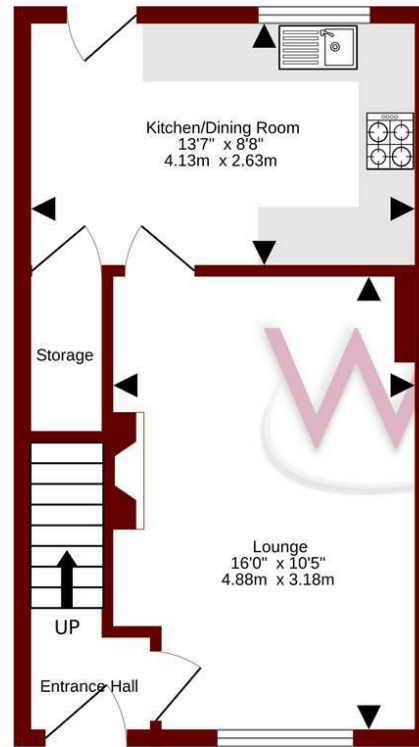 Kitchen/Dining Room
13'7" x 8'8"
4.13m x 2.63m
Storage
W
Lounge
16'0" x 10'5"
4.88m x 3.18m
UP
Entrance Hall